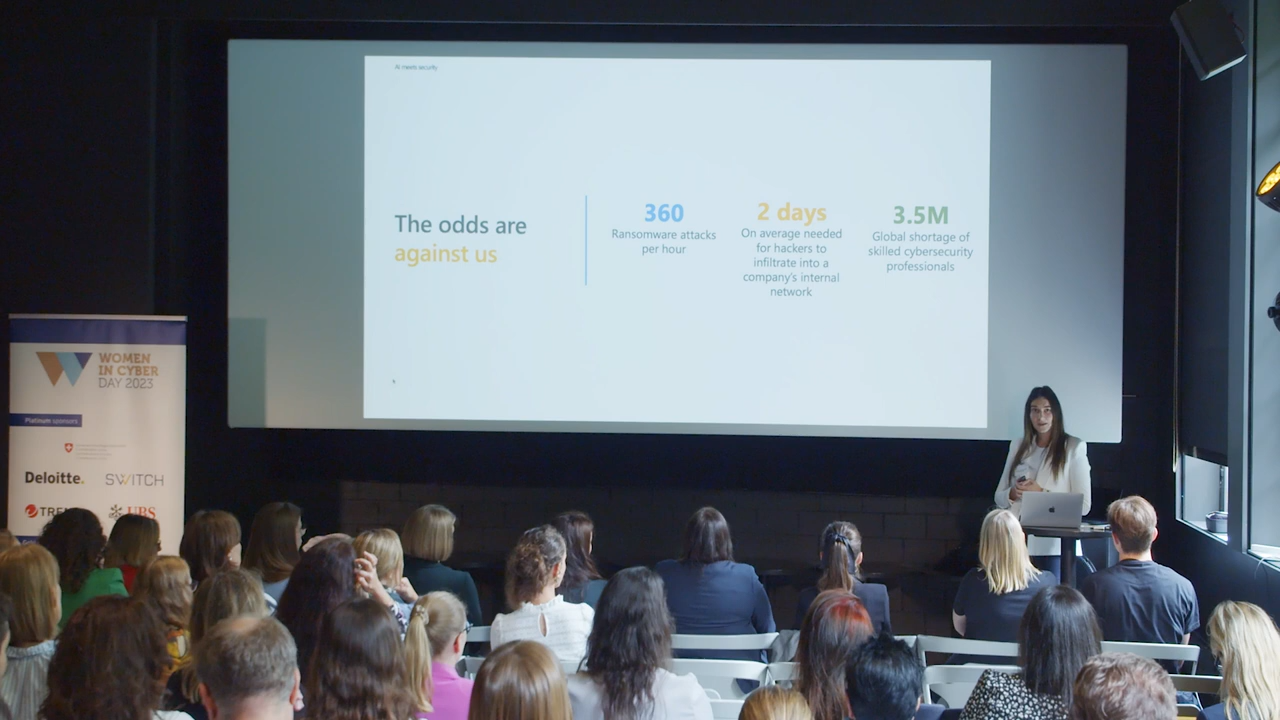 AI meets security
The odds are
against us
360
Ransomware attacks
per hour
2 days
On average needed
for hackers to
infiltrate into a
company's internal
network
3.5M
Global shortage of
skilled cybersecurity
professionals
WOMEN
IN CYBER
DAY 2023
Platinum sponsors
Deloitte.
SWITCH
UBS